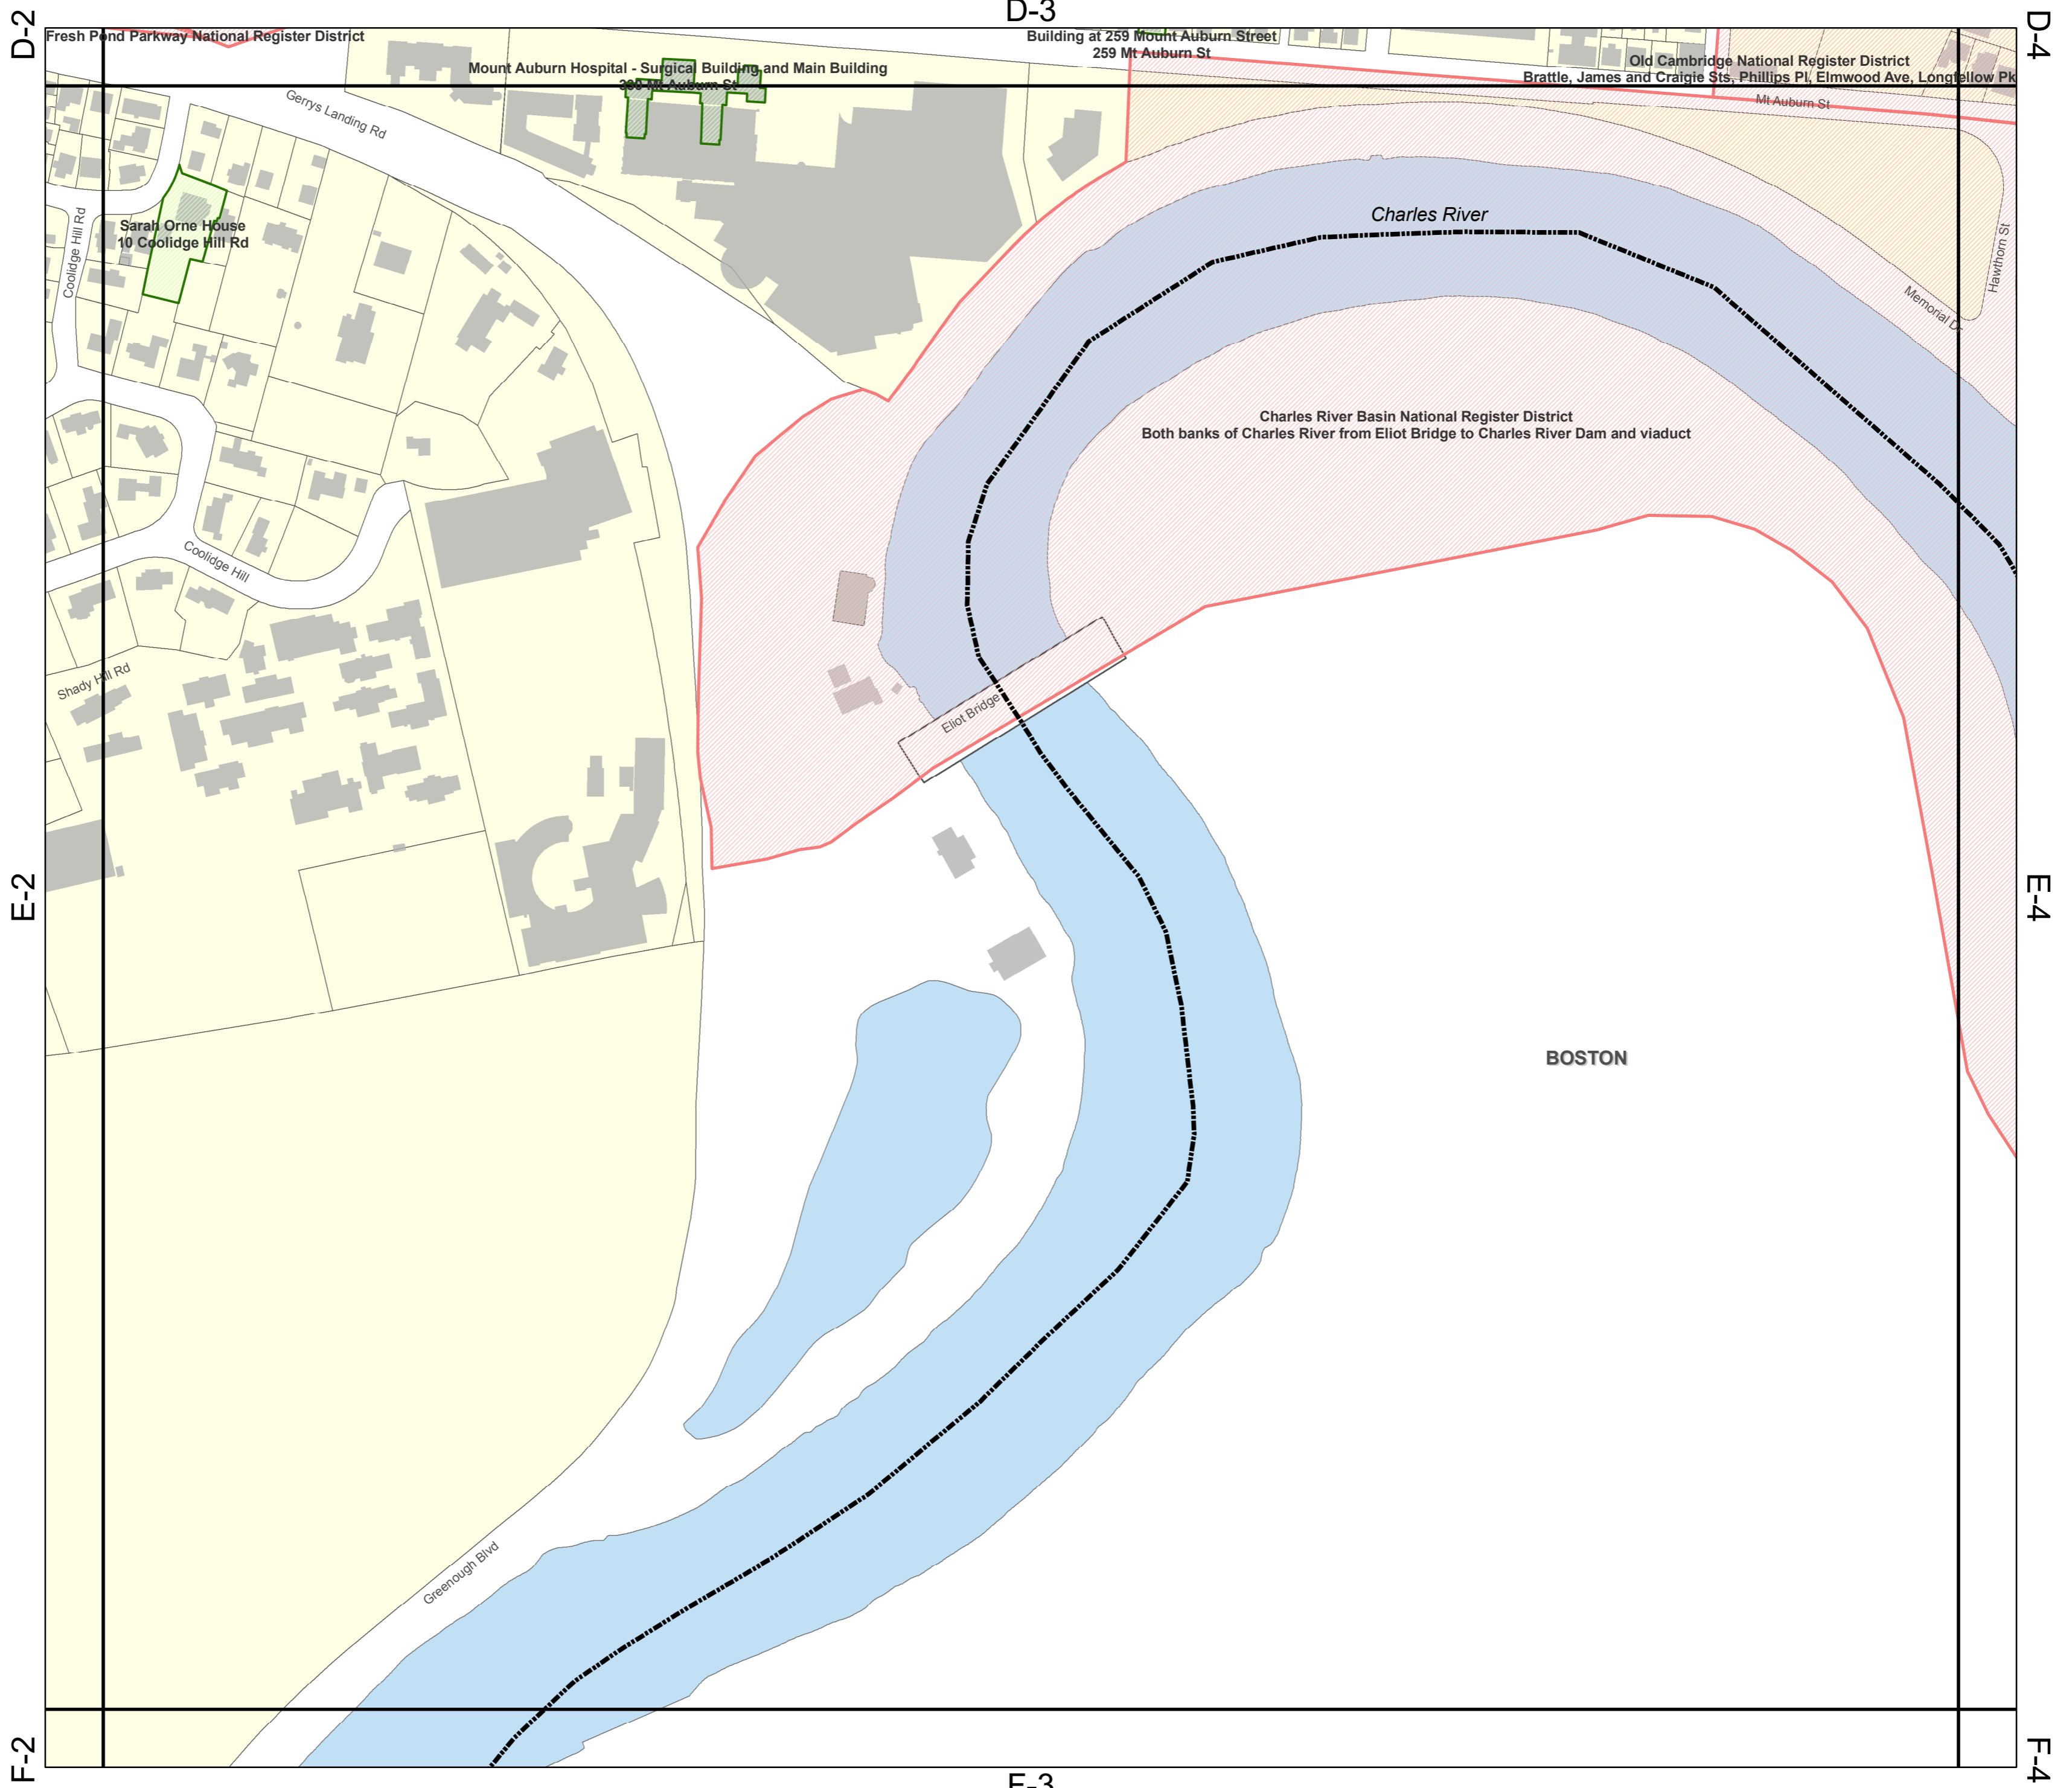 D-3
D-2
D-4
Fresh Pond Parkway National Register District
Building at 259 Mount Auburn Street
259 Mt Auburn St
Mount Auburn Hospital - Surgical Building and Main Building
330 Mt Auburn St
Old Cambridge National Register District
Brattle, James and Craigie Sts, Phillips Pl, Elmwood Ave, Longfellow Pk
Gerrys Landing Rd
Mt Auburn St
Charles River
Sarah Orne House
10 Coolidge Hill Rd
Coolidge Hill Rd
Hawthorn St
Memorial Dr
Charles River Basin National Register District
Both banks of Charles River from Eliot Bridge to Charles River Dam and viaduct
Coolidge Hill
Shady Hill Rd
Eliot Bridge
E-2
E-4
BOSTON
Greenough Blvd
F-2
F-4